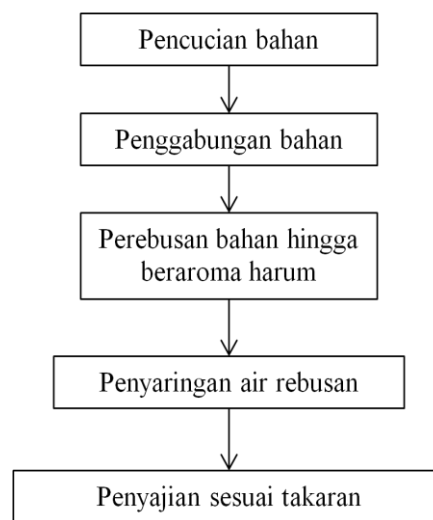 Pencucian bahan
Penggabungan bahan
Perebusan bahan hingga
beraroma harum
Penyaringan air rebusan
Penyajian sesuai takaran